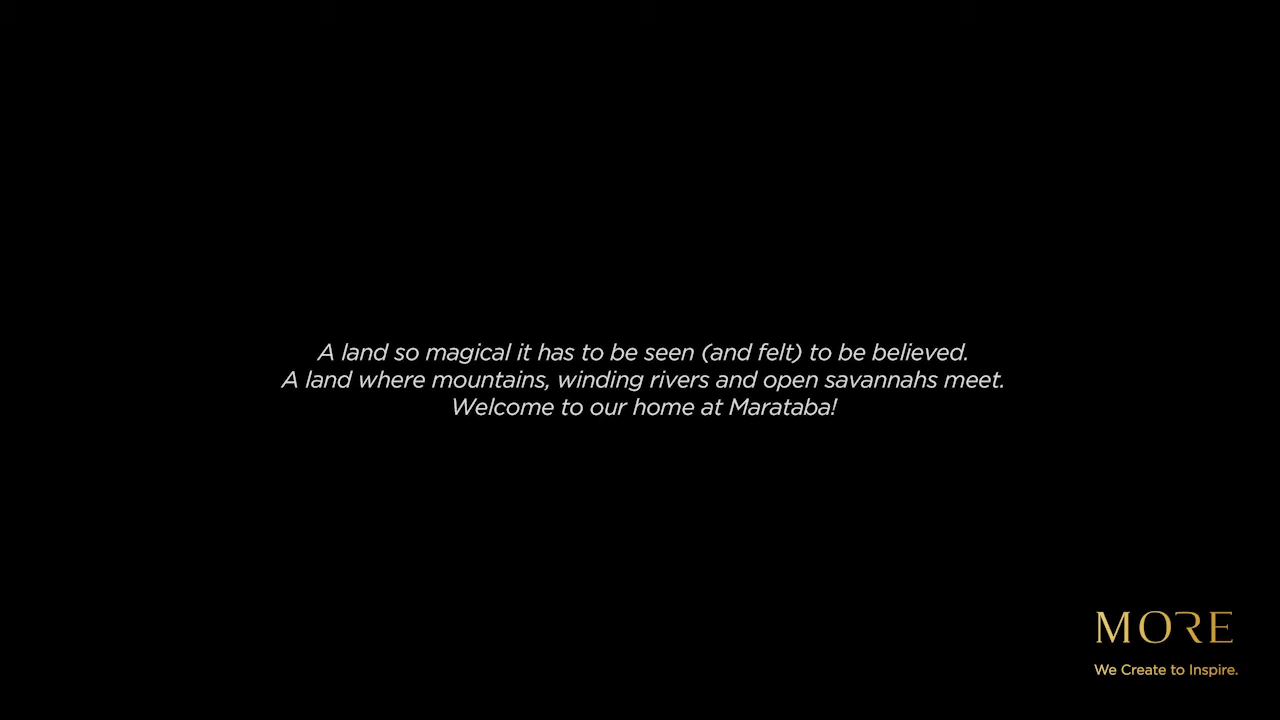 A land so magical it has to be seen (and felt) to be believed.
A land where mountains, winding rivers and open savannahs meet.
Welcome to our home at Marataba!
MORE
We Create to Inspire.